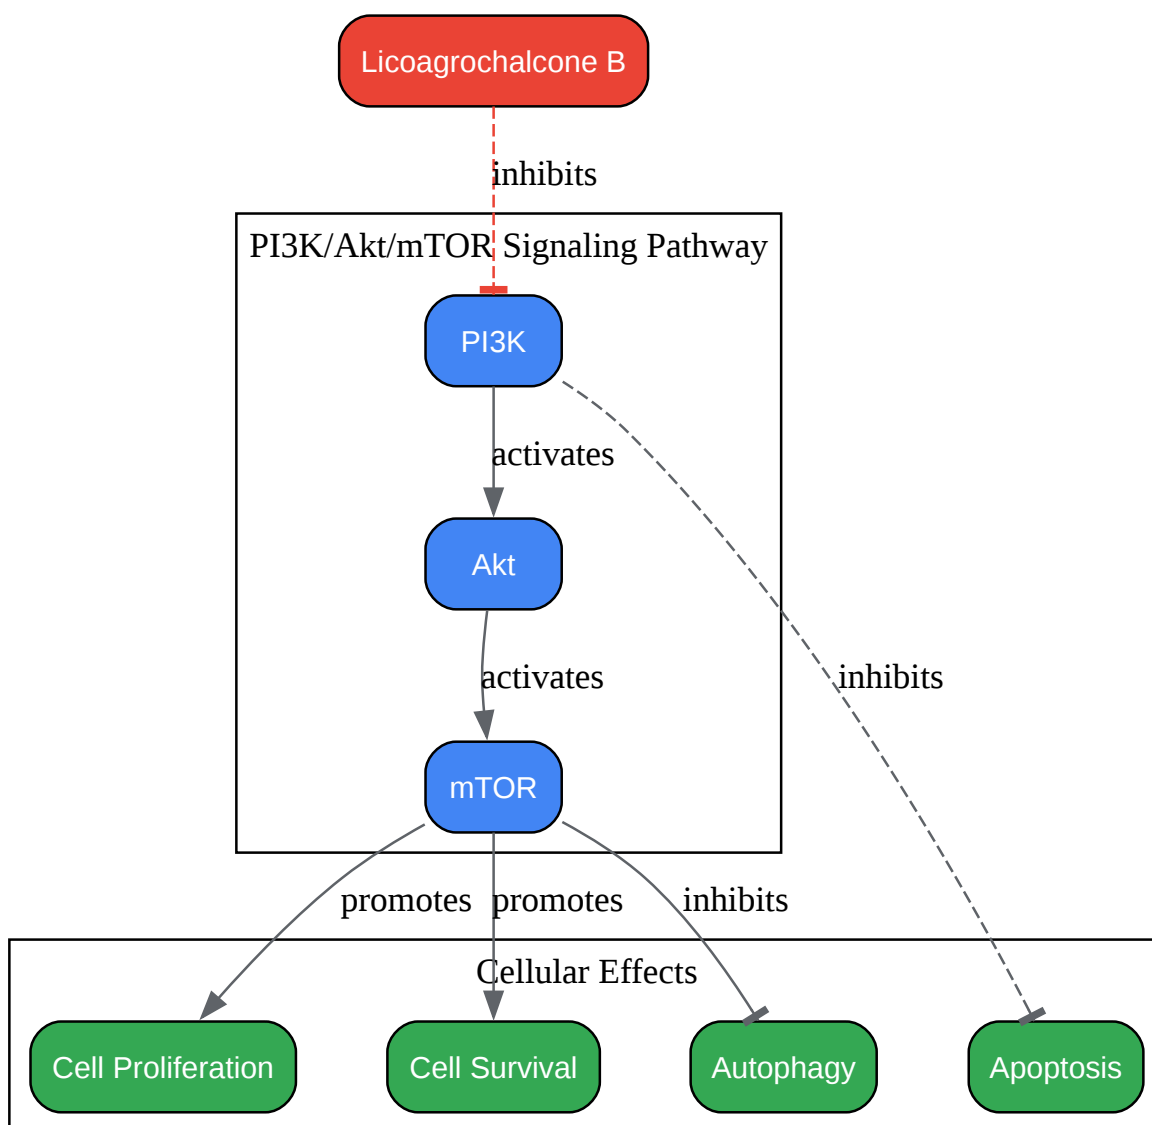 Licoagrochalcone B
inhibits
PI3K/Akt/mTOR Signaling Pathway
PI3K
activates
Akt
activates
inhibits
mTOR
promotes
promotes
inhibits
Cellular Effects
Cell Proliferation
Cell Survival
Autophagy
Apoptosis